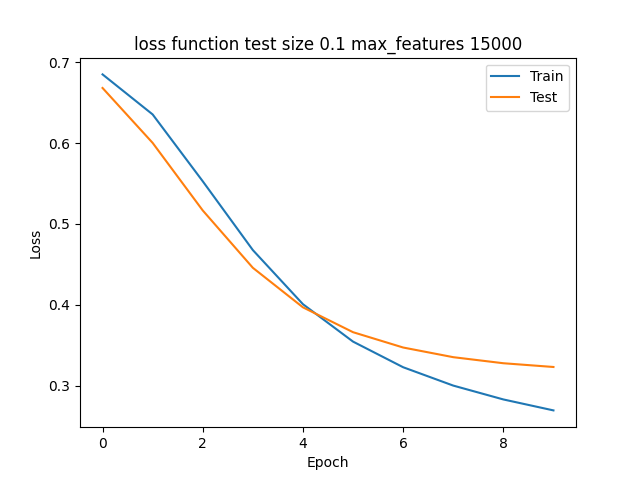 loss function test size 0.1 max_features 15000
Train
Test
0.7
0.6
0.5
0.4
0.3
Loss
0 2 4 6 8
Epoch